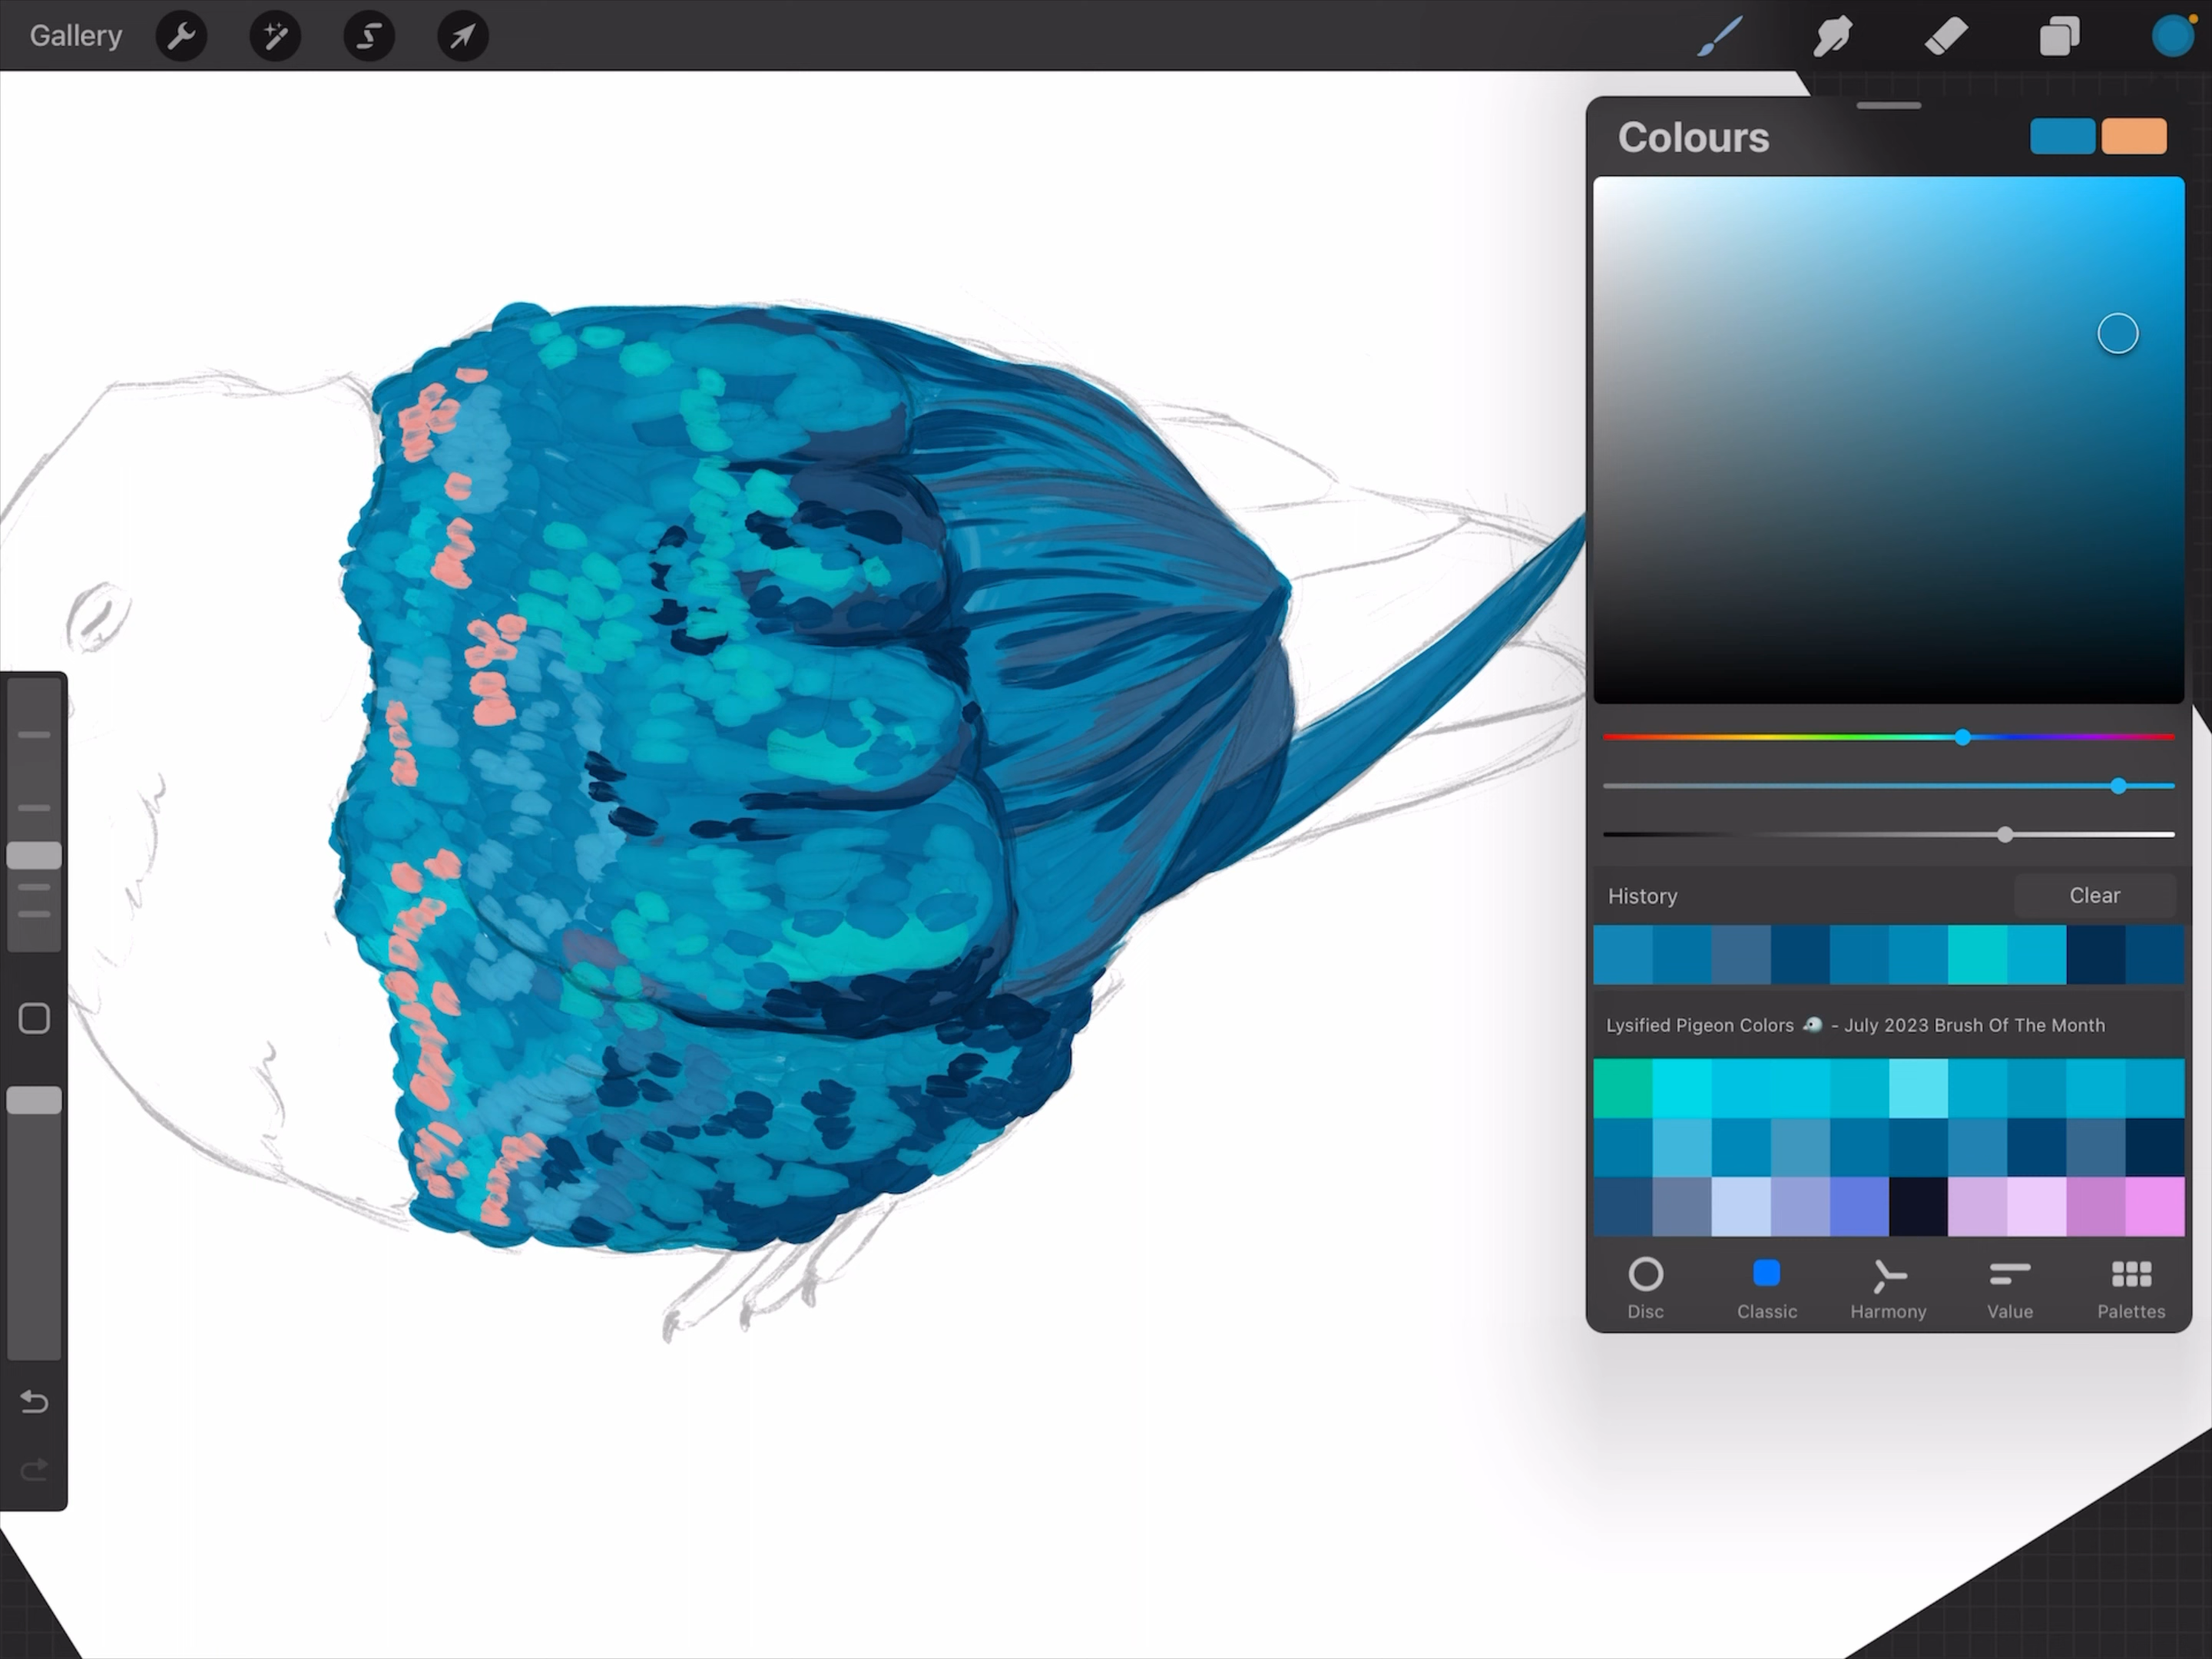 Gallery
Colours
History
Clear
Lysified Pigeon Colors 🐦 - July 2023 Brush Of The Month
Disc
Classic
Harmony
Value
Palettes